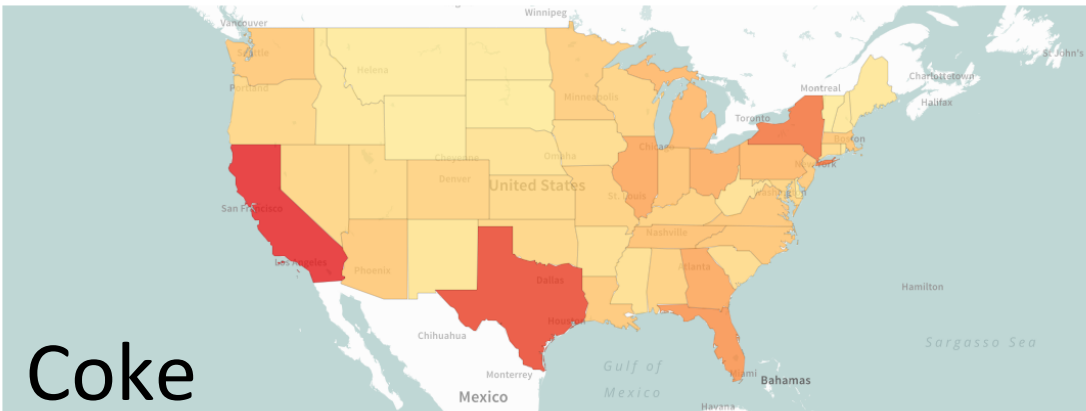 Winnipeg
Vancouver
Seattle
S. John's
Helena
Charlottetown
Portland
Montreal
Minneapolis
Halifax
Toronto
Boston
Chicago
Cheyenne
Omaha
New York
Denver
United States
Washington
St. Louis
San Francisco
Nashville
Los Angeles
Phoenix
Atlanta
Dallas
Hamilton
Houston
Chihuahua
Sargasso Sea
Gulf of
Mexico
Monterrey
Miami
Bahamas
Coke
Mexico
Havana